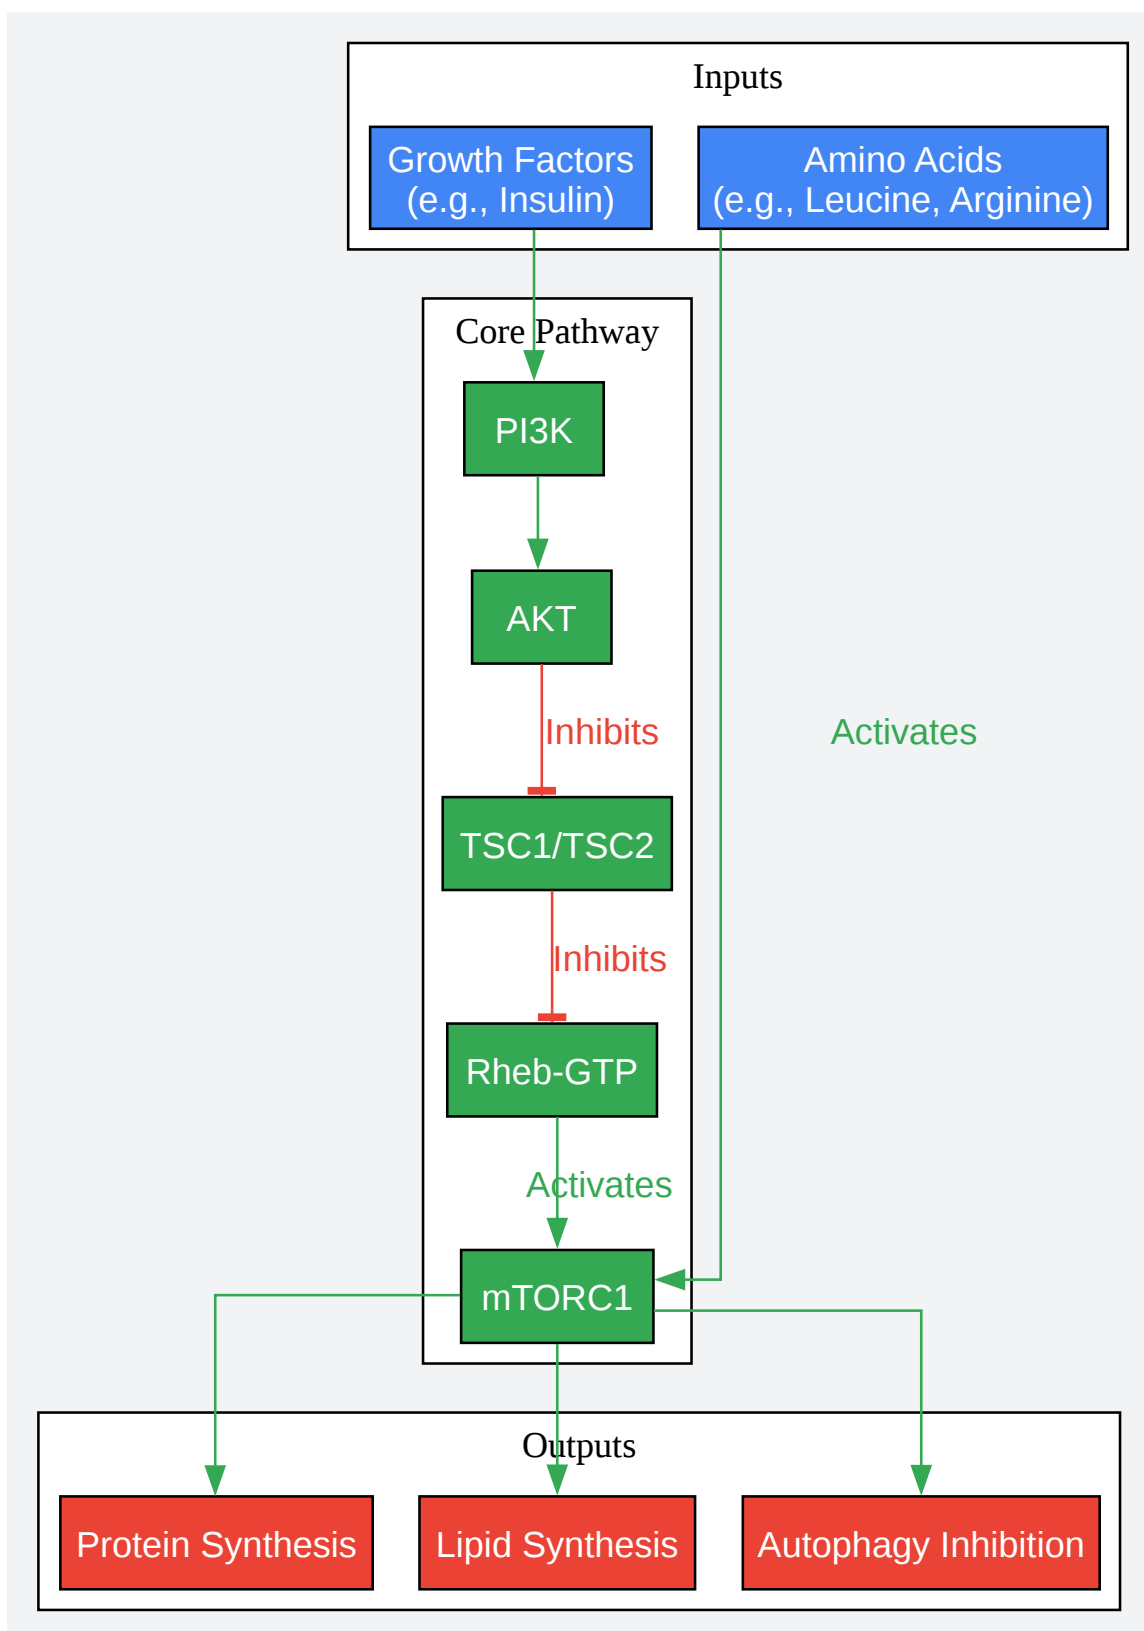 Inputs
Growth Factors
(e.g., Insulin)
Amino Acids
(e.g., Leucine, Arginine)
Core Pathway
PI3K
AKT
Inhibits
Activates
TSC1/TSC2
Inhibits
Rheb-GTP
Activates
mTORC1
Outputs
Protein Synthesis
Lipid Synthesis
Autophagy Inhibition